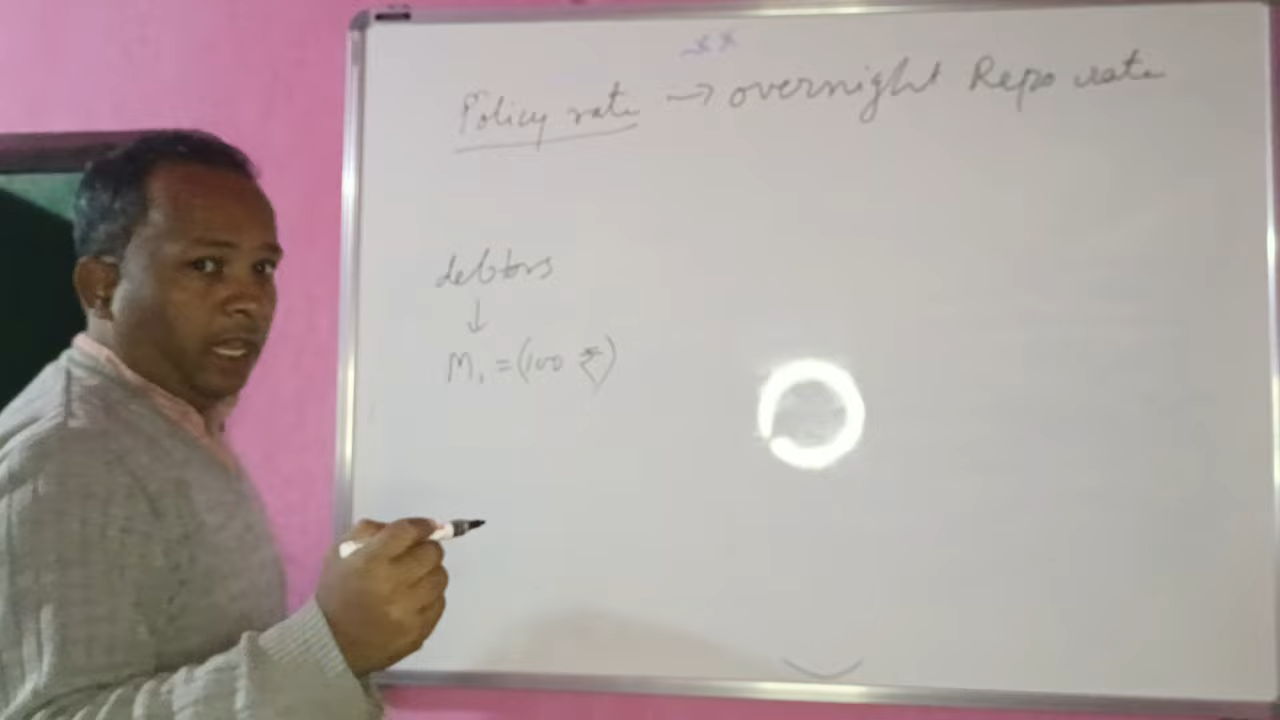 Policy rate → overnight Repo rate
debtors
↓
M₁ = (100 ₹)